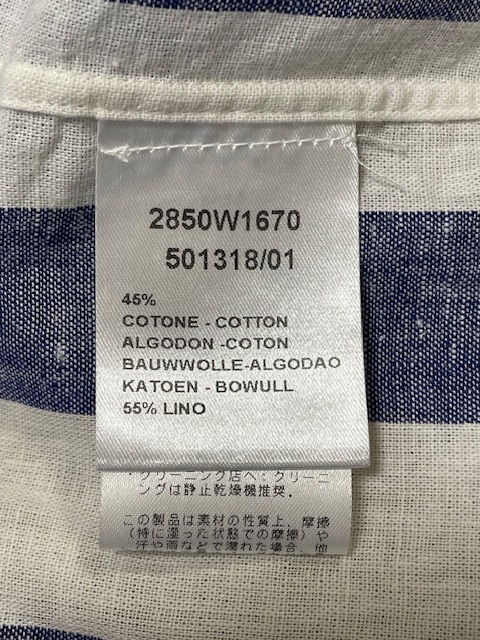 2850W1670
501318/01
45%
COTONE - COTTON
ALGODON -COTON
BAUWWOLLE-ALGODAO
KATOEN - BOWULL
55% LINO
・クリーニング店へ：クリーニ
ングは静止乾燥機推奨。
この製品は素材の性質上、摩擦
(特に湿った状態での摩擦)や
汗や雨などで濡れた場合、他